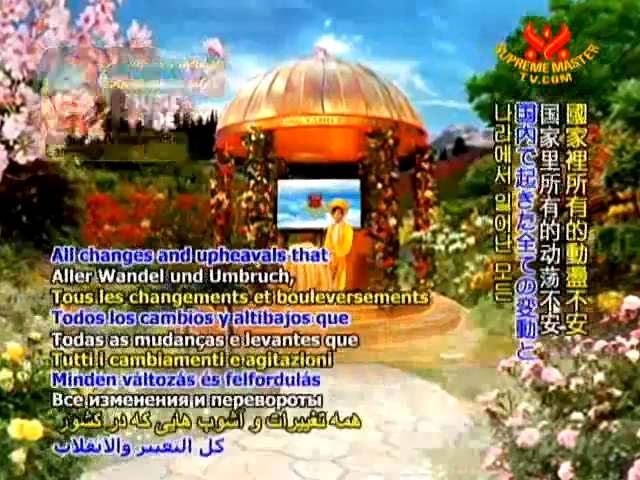 SUPREME MASTER
TV.COM
All changes and upheavals that
Aller Wandel und Umbruch,
Tous les changements et bouleversements
Todos los cambios y altibajos que
Todas as mudanças e levantes que
Tutti i cambiamenti e agitazioni
Minden változás és felfordulás
Все изменения и перевороты
همه تغییرات و آشوب هایی که در کشور
كل التغيير والانقلاب
國家裡所有的動盪不安
国家里所有的动荡不安
国内で起きた全ての変動と
나라에서 일어난 모든